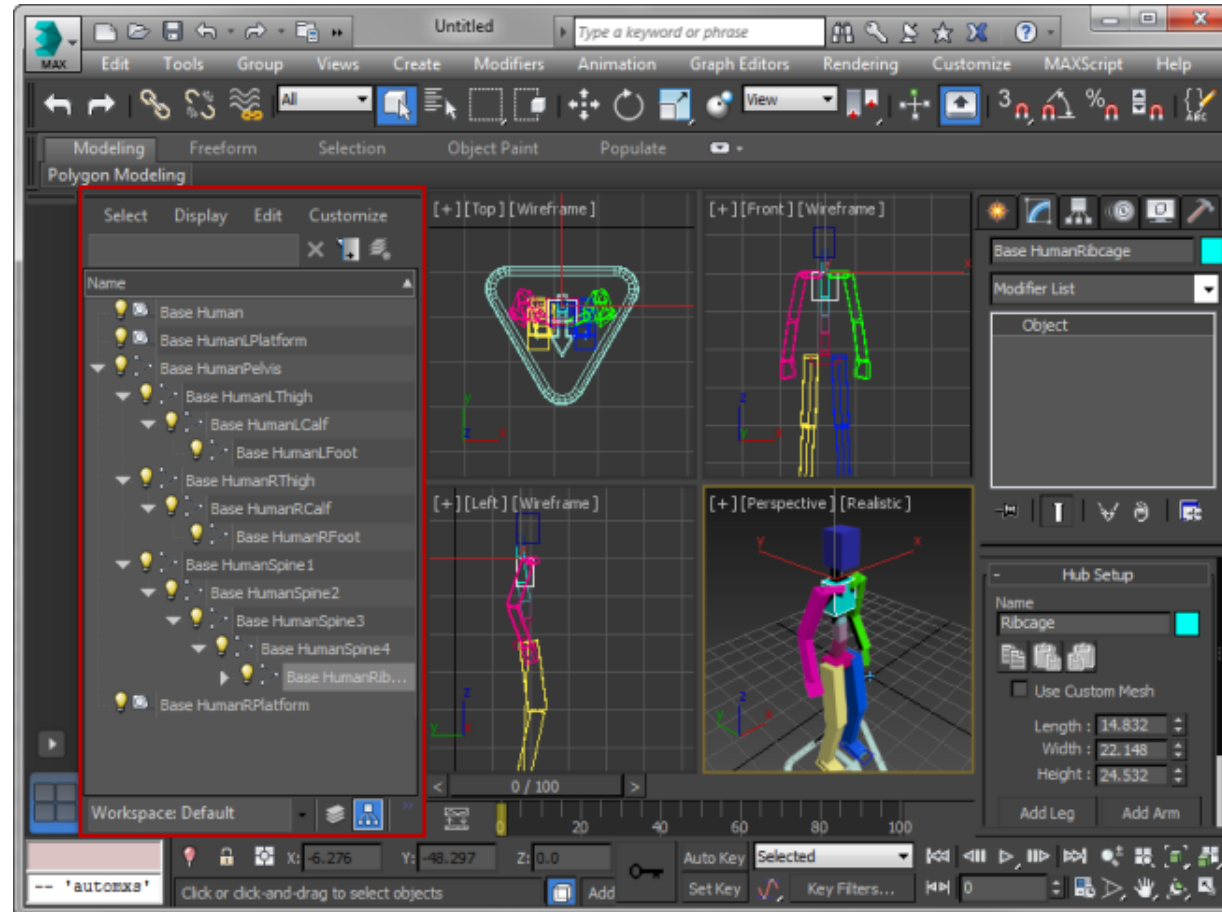 Untitled
Type a keyword or phrase
MAX Edit Tools Group Views Create Modifiers Animation Graph Editors Rendering Customize MAXScript Help
All
View
3
%
ABC
Modeling Freeform Selection Object Paint Populate
Polygon Modeling
Select Display Edit Customize
Name
Base Human
Base HumanLPlatform
Base HumanPelvis
Base HumanLThigh
Base HumanLCalf
Base HumanLFoot
Base HumanRThigh
Base HumanRCalf
Base HumanRFoot
Base HumanSpine1
Base HumanSpine2
Base HumanSpine3
Base HumanSpine4
Base HumanRib...
Base HumanRPlatform
Workspace: Default
[+][Top][Wireframe]
y
z x
[+][Front][Wireframe]
x
z
[+][Left][Wireframe]
z
y
[+][Perspective][Realistic]
y x
z
y x
< 0 / 100 >
0 20 40 60 80 100
Base HumanRibcage
Modifier List
Object
- Hub Setup
Name
Ribcage
Use Custom Mesh
Length : 14.832
Width : 22.148
Height : 24.532
Add Leg Add Arm
X: -6.276 Y: -48.297 Z: 0.0
Auto Key Selected
-- 'automxs'
Click or click-and-drag to select objects
Add
Set Key Key Filters... 0